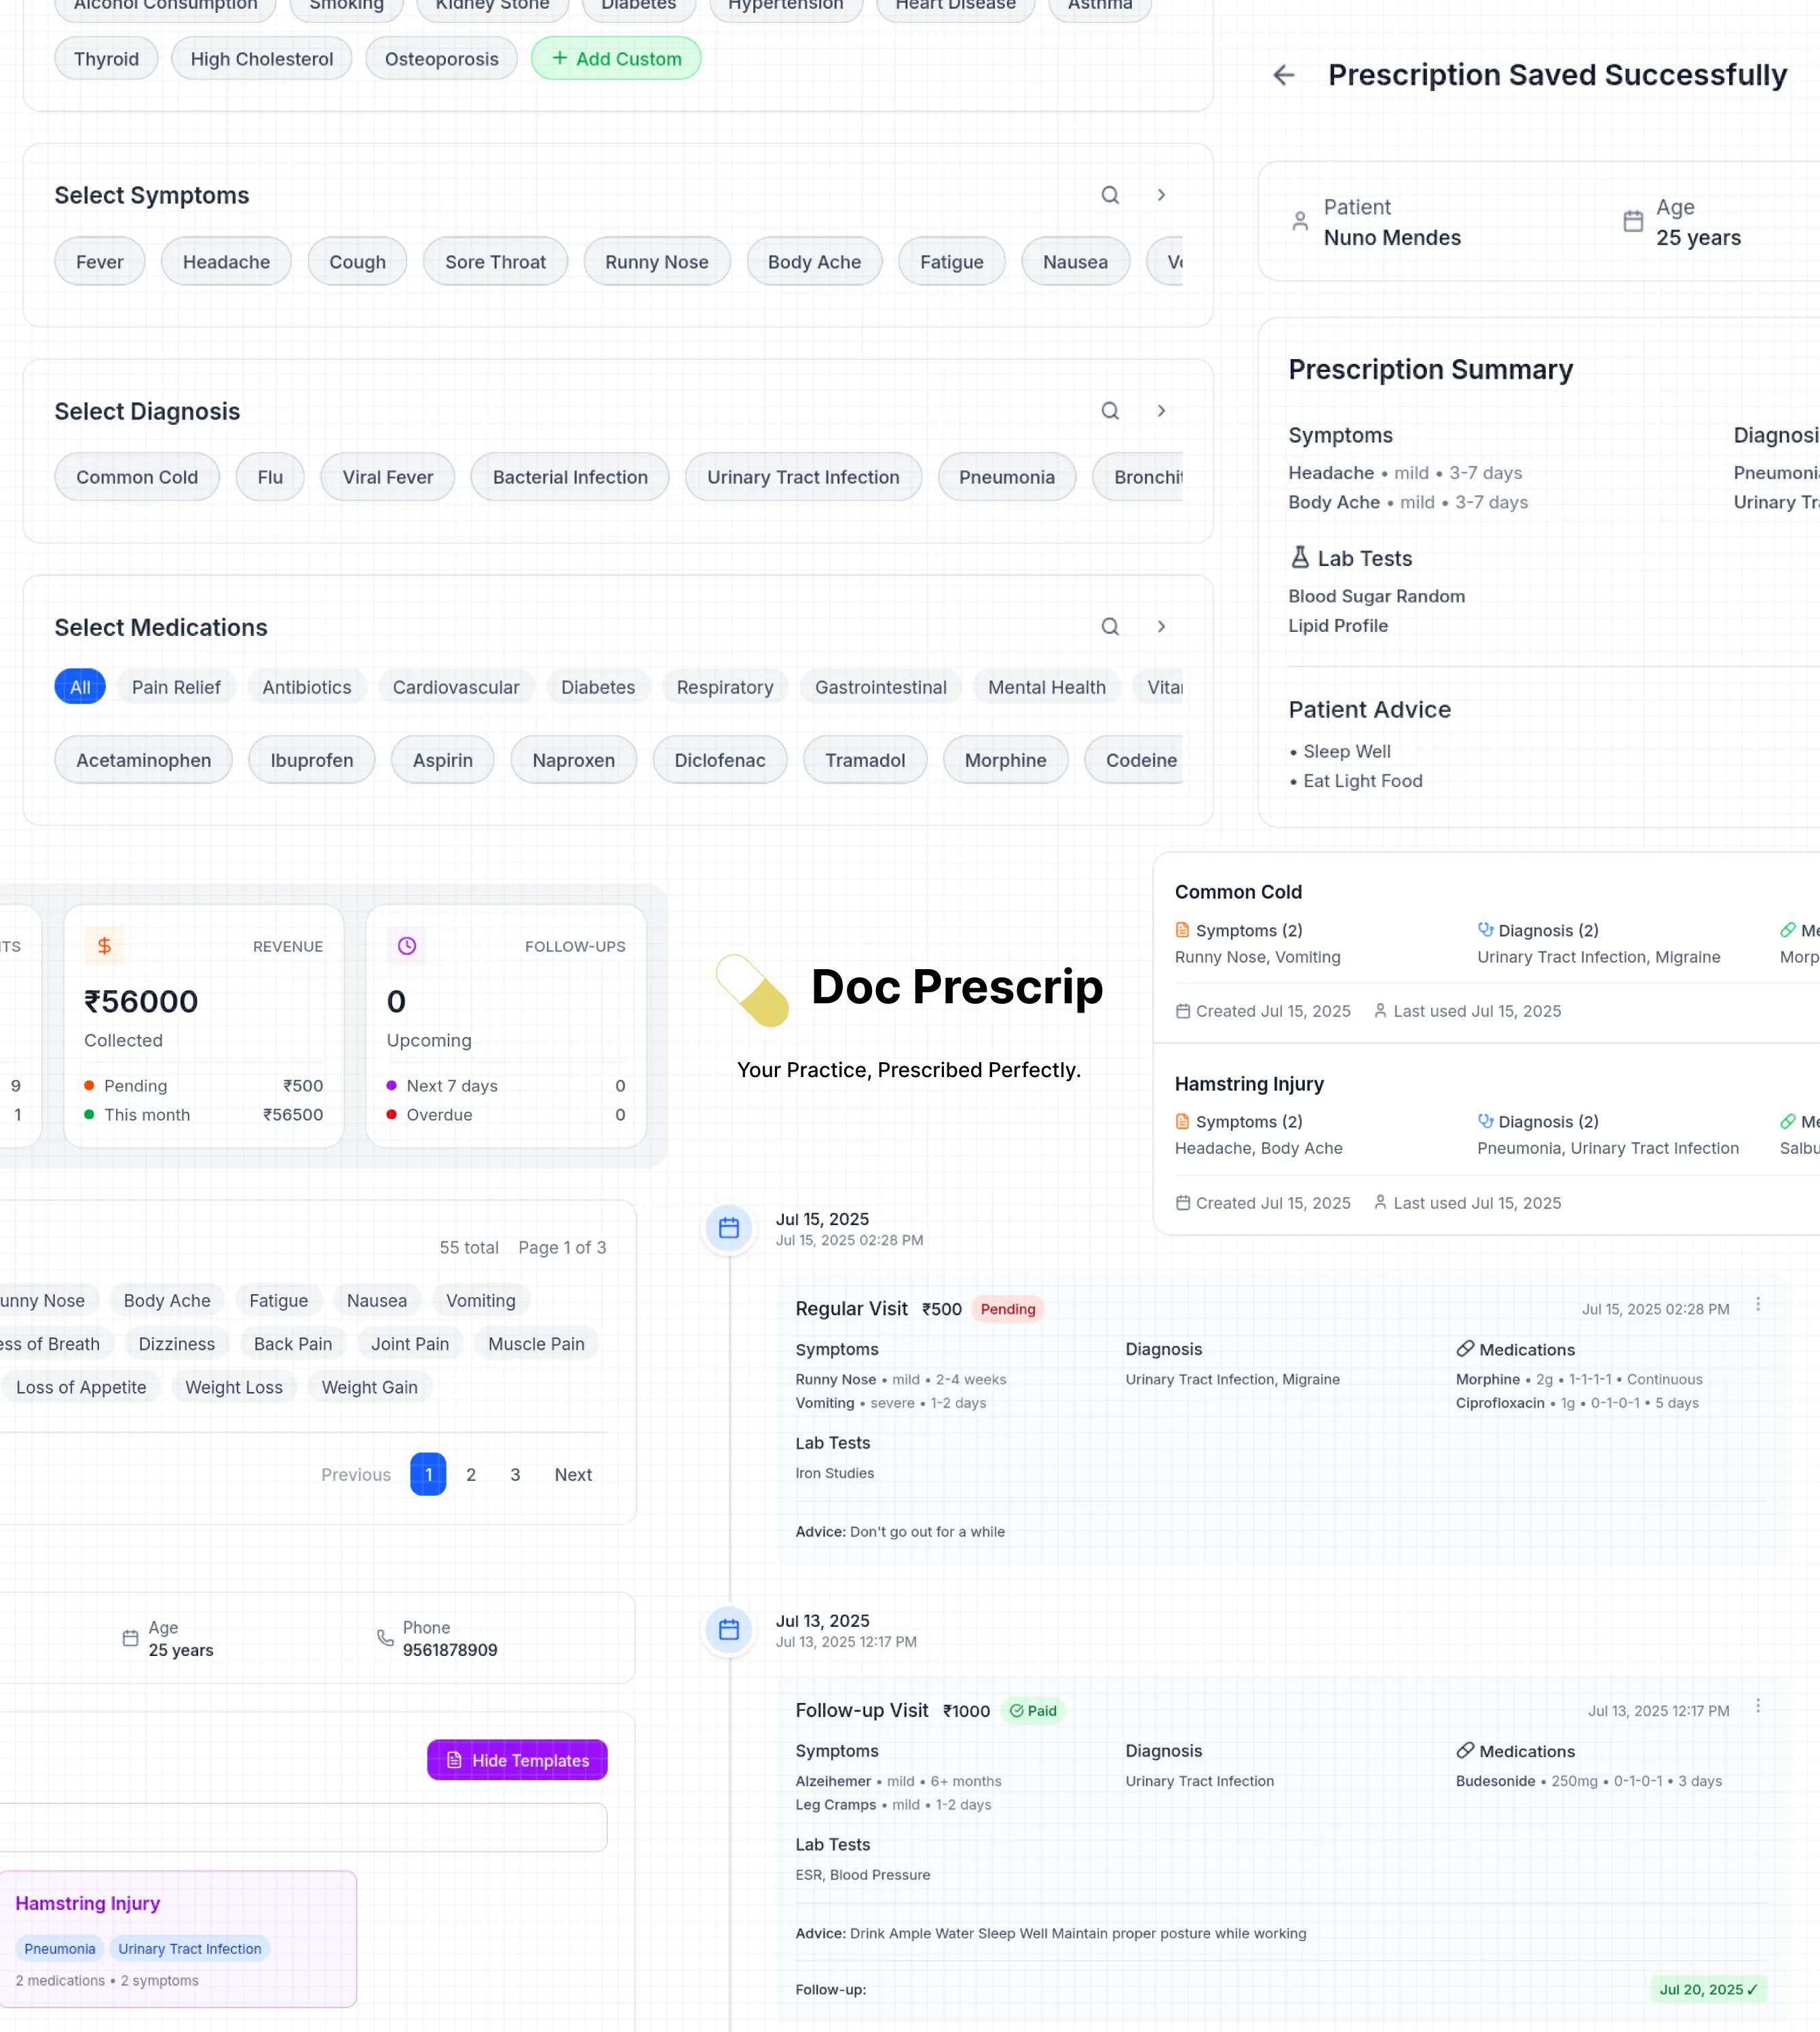 Alcohol Consumption
Smoking
Kidney Stone
Diabetes
Hypertension
Heart Disease
Asthma
Thyroid
High Cholesterol
Osteoporosis
+ Add Custom
Select Symptoms
Fever
Headache
Cough
Sore Throat
Runny Nose
Body Ache
Fatigue
Nausea
Select Diagnosis
Common Cold
Flu
Viral Fever
Bacterial Infection
Urinary Tract Infection
Pneumonia
Bronchit
Select Medications
All
Pain Relief
Antibiotics
Cardiovascular
Diabetes
Respiratory
Gastrointestinal
Mental Health
Vita
Acetaminophen
Ibuprofen
Aspirin
Naproxen
Diclofenac
Tramadol
Morphine
Codeine
Prescription Saved Successfully
Patient
Nuno Mendes
Age
25 years
Prescription Summary
Symptoms
Headache • mild • 3-7 days
Body Ache • mild • 3-7 days
Diagnosi
Pneumoni
Urinary Tr
Lab Tests
Blood Sugar Random
Lipid Profile
Patient Advice
• Sleep Well
• Eat Light Food
TS
9
1
REVENUE
₹56000
Collected
Pending ₹500
This month ₹56500
FOLLOW-UPS
0
Upcoming
Next 7 days 0
Overdue 0
Doc Prescrip
Your Practice, Prescribed Perfectly.
Common Cold
Symptoms (2)
Runny Nose, Vomiting
Diagnosis (2)
Urinary Tract Infection, Migraine
Me
Morp
Created Jul 15, 2025 Last used Jul 15, 2025
Hamstring Injury
Symptoms (2)
Headache, Body Ache
Diagnosis (2)
Pneumonia, Urinary Tract Infection
Me
Salbu
Created Jul 15, 2025 Last used Jul 15, 2025
55 total Page 1 of 3
unny Nose
Body Ache
Fatigue
Nausea
Vomiting
ess of Breath
Dizziness
Back Pain
Joint Pain
Muscle Pain
Loss of Appetite
Weight Loss
Weight Gain
Previous 1 2 3 Next
Age
25 years
Phone
9561878909
Hide Templates
Hamstring Injury
Pneumonia
Urinary Tract Infection
2 medications • 2 symptoms
Jul 15, 2025
Jul 15, 2025 02:28 PM
Regular Visit ₹500 Pending
Jul 15, 2025 02:28 PM
Symptoms
Runny Nose • mild • 2-4 weeks
Vomiting • severe • 1-2 days
Diagnosis
Urinary Tract Infection, Migraine
Medications
Morphine • 2g • 1-1-1-1 • Continuous
Ciprofloxacin • 1g • 0-1-0-1 • 5 days
Lab Tests
Iron Studies
Advice: Don't go out for a while
Jul 13, 2025
Jul 13, 2025 12:17 PM
Follow-up Visit ₹1000 Paid
Jul 13, 2025 12:17 PM
Symptoms
Alzeihemer • mild • 6+ months
Leg Cramps • mild • 1-2 days
Diagnosis
Urinary Tract Infection
Medications
Budesonide • 250mg • 0-1-0-1 • 3 days
Lab Tests
ESR, Blood Pressure
Advice: Drink Ample Water Sleep Well Maintain proper posture while working
Follow-up:
Jul 20, 2025 ✓